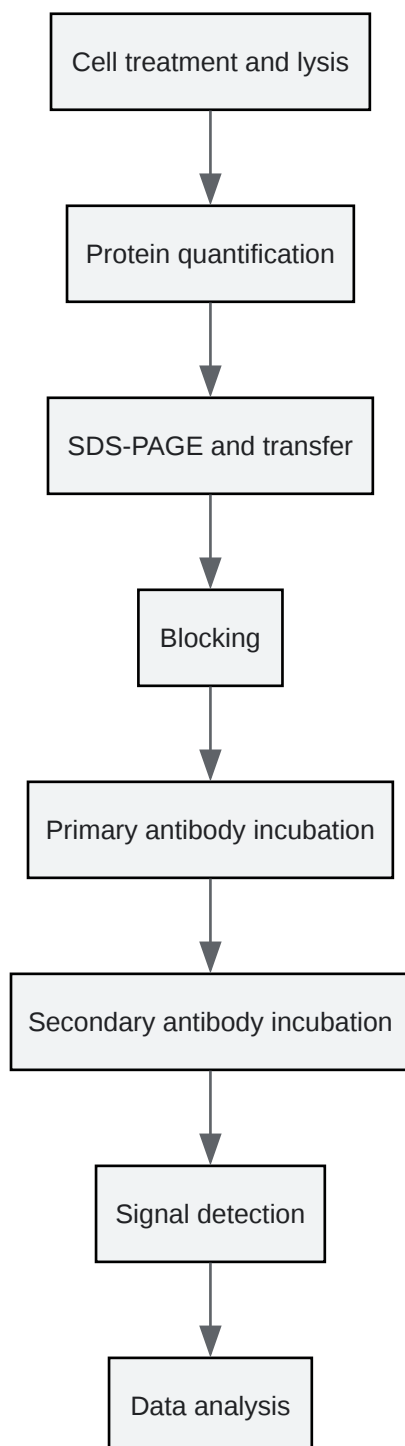 Cell treatment and lysis
Protein quantification
SDS-PAGE and transfer
Blocking
Primary antibody incubation
Secondary antibody incubation
Signal detection
Data analysis